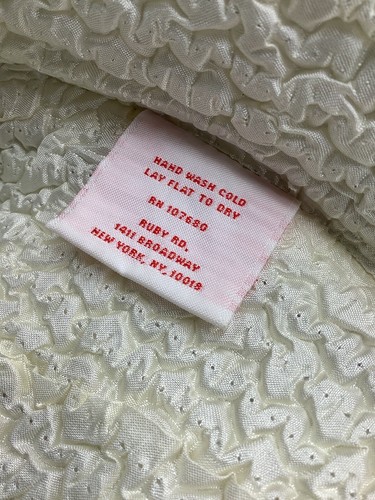 HAND WASH COLD
LAY FLAT TO DRY
RN 107680
RUBY RD.
1411 BROADWAY
NEW YORK, NY, 10018